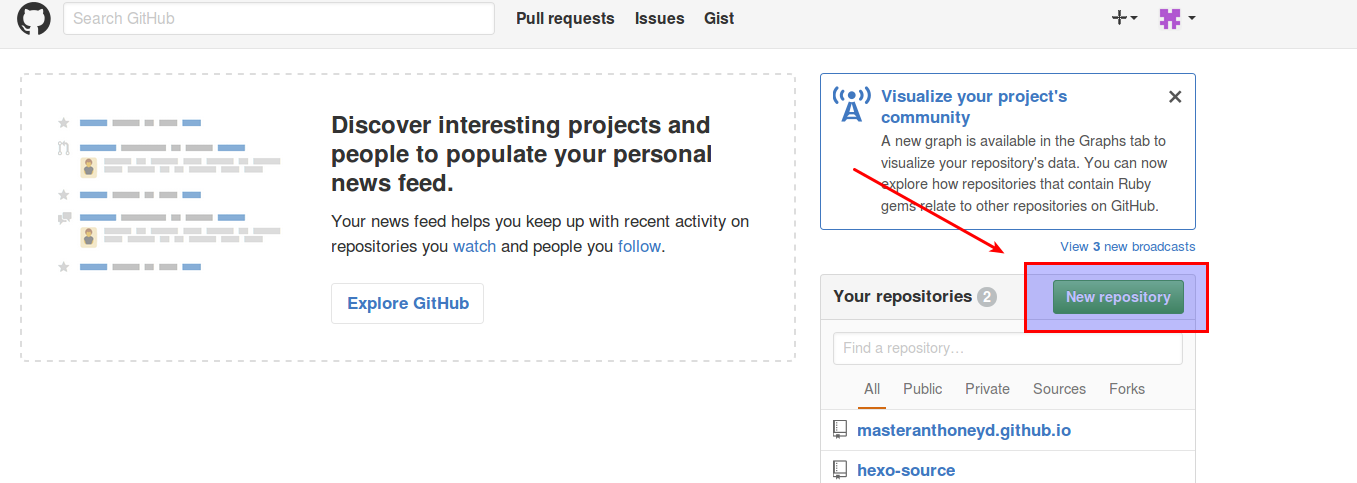 Search GitHub
Pull requests Issues Gist
Discover interesting projects and
people to populate your personal
news feed.
Your news feed helps you keep up with recent activity on
repositories you watch and people you follow.
Explore GitHub
Visualize your project's
community
A new graph is available in the Graphs tab to
visualize your repository's data. You can now
explore how repositories that contain Ruby
gems relate to other repositories on GitHub.
View 3 new broadcasts
Your repositories 2
New repository
Find a repository…
All Public Private Sources Forks
masteranthoneyd.github.io
hexo-source